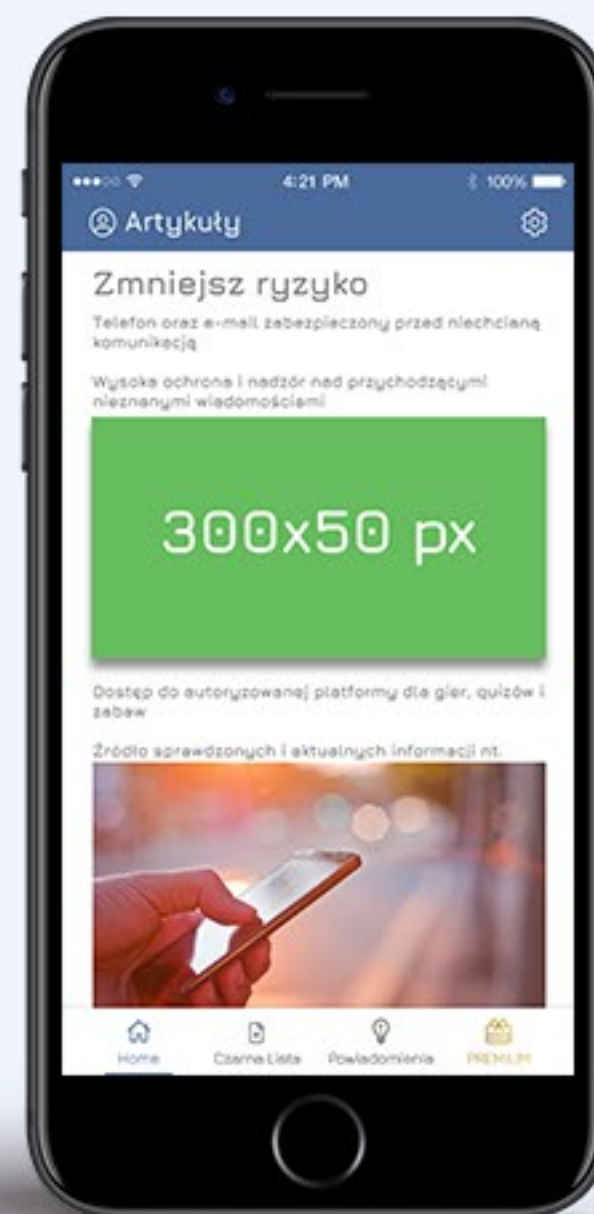 4:21 PM
100%
Artykuły
Zmniejsz ryzyko
Telefon oraz e-mail zabezpieczony przed niechcianą
komunikacją
Wysoka ochrona i nadzór nad przychodzącymi
nieznanymi wiadomościami
300x50 px
Dostęp do autoryzowanej platformy dla gier, quizów i
zabaw
Źródło sprawdzonych i aktualnych informacji nt.
Home
Czarna Lista
Powiadomienia
PREMIUM